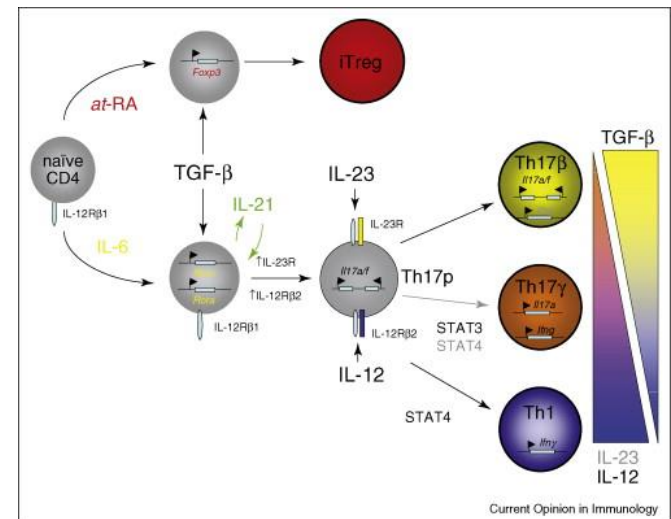 Foxp3
iTreg
at-RA
naïve
CD4
IL-12Rβ1
TGF-β
IL-6
IL-21
Rora
IL-12Rβ1
↑IL-23R
↑IL-12Rβ2
IL-23
IL-23R
Il17a/f
Th17p
IL-12Rβ2
IL-12
STAT3
STAT4
STAT4
Th17β
Il17a/f
Th17γ
Il17a
Ifng
Th1
Ifnγ
TGF-β
IL-23
IL-12
Current Opinion in Immunology